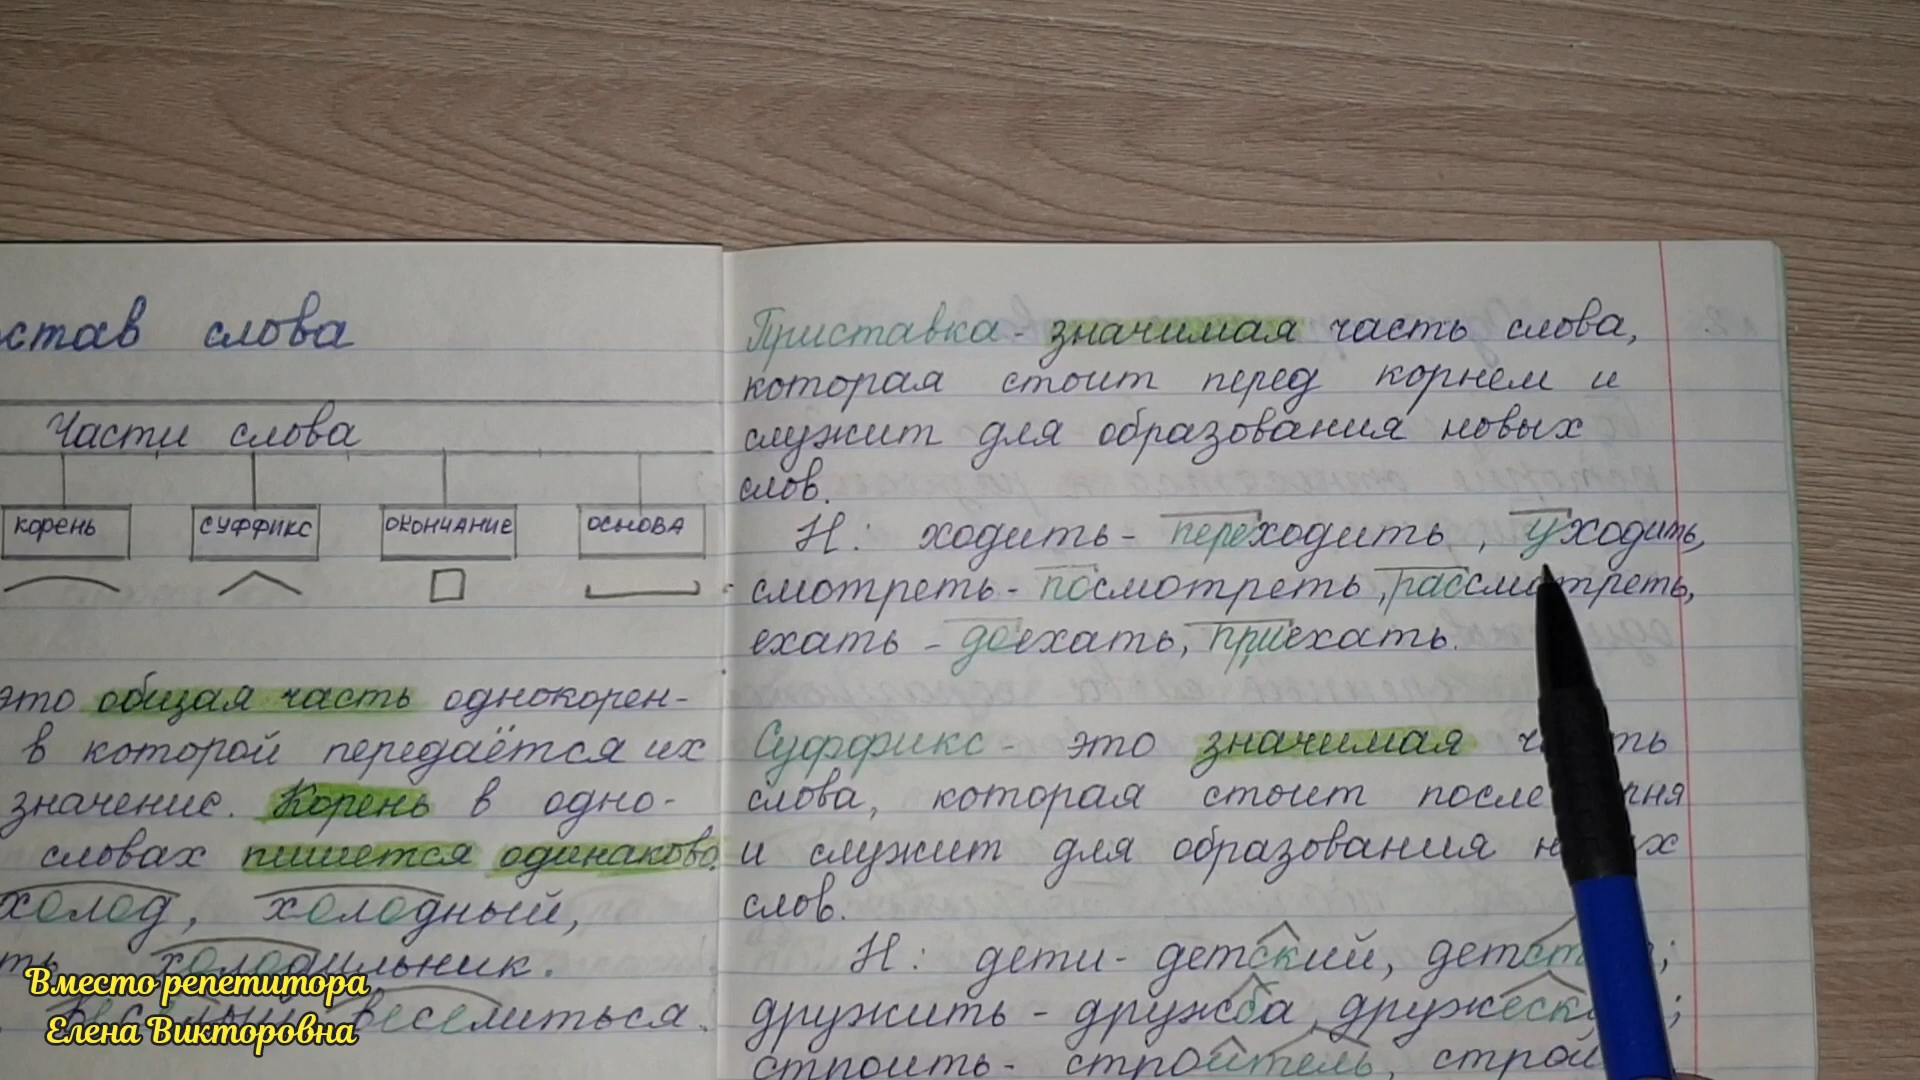 став слова
Части слова
корень суффикс окончание основа
это общая часть однокорен-
в которой передаётся их
значение. Корень в одно-
словах пишется одинаково.
холод, холодный,
ть, холодильник.
веселиться.
Приставка - значимая часть слова,
которая стоит перед корнем и
служит для образования новых
слов.
Н: ходить - переходить, уходить,
смотреть - посмотреть, рассмотреть,
ехать - доехать, приехать.
Суффикс - это значимая
слова, которая стоит после
и служит для образования
слов.
Н: дети - детский,
дружить - дружба,
строить - строитель,
Вместо репетитора
Елена Викторовна